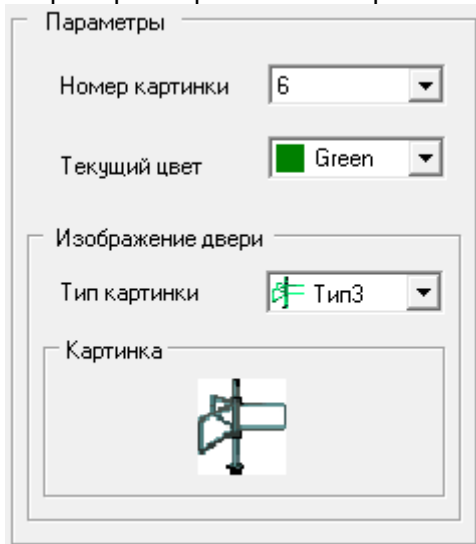 Параметры
Номер картинки 6
Текущий цвет Green
Изображение двери
Тип картинки Тип3
Картинка